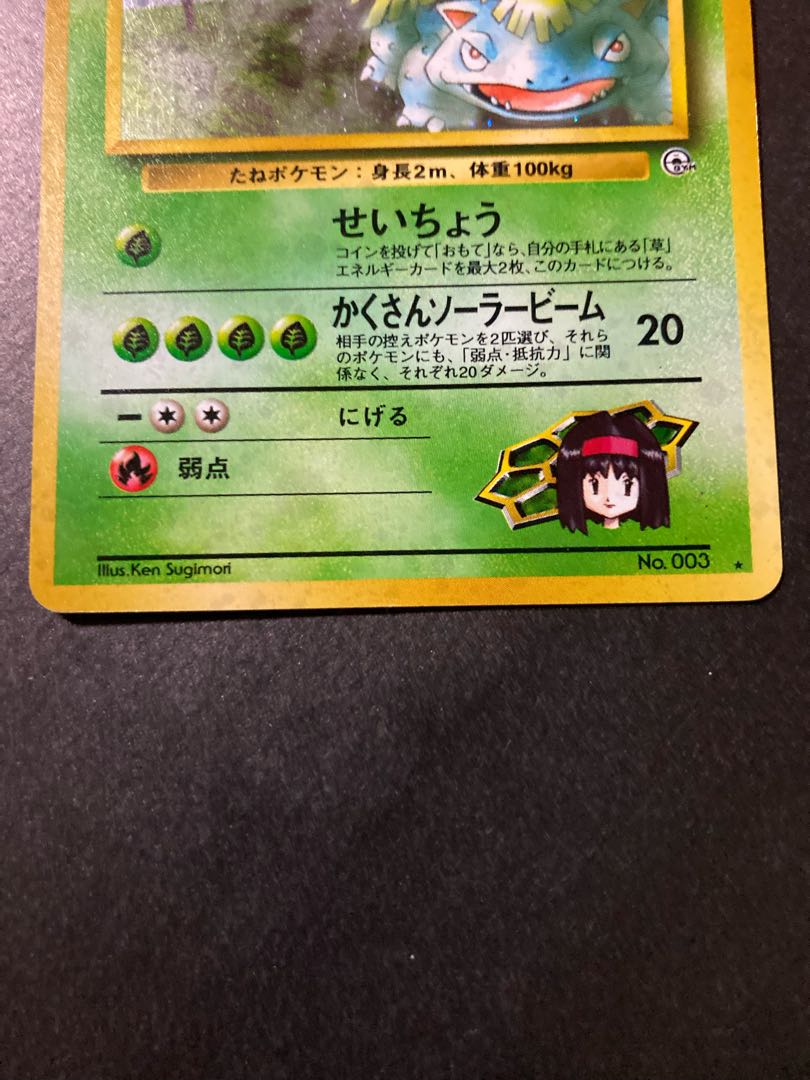 たねポケモン：身長2m、体重100kg
GYM
せいちょう
コインを投げて「おもて」なら、自分の手札にある「草」
エネルギーカードを最大2枚、このカードにつける。
かくさんソーラービーム
20
相手の控えポケモンを2匹選び、それら
のポケモンにも、「弱点・抵抗力」に関
係なく、それぞれ20ダメージ。
ー
にげる
弱点
Illus. Ken Sugimori
No. 003 ★